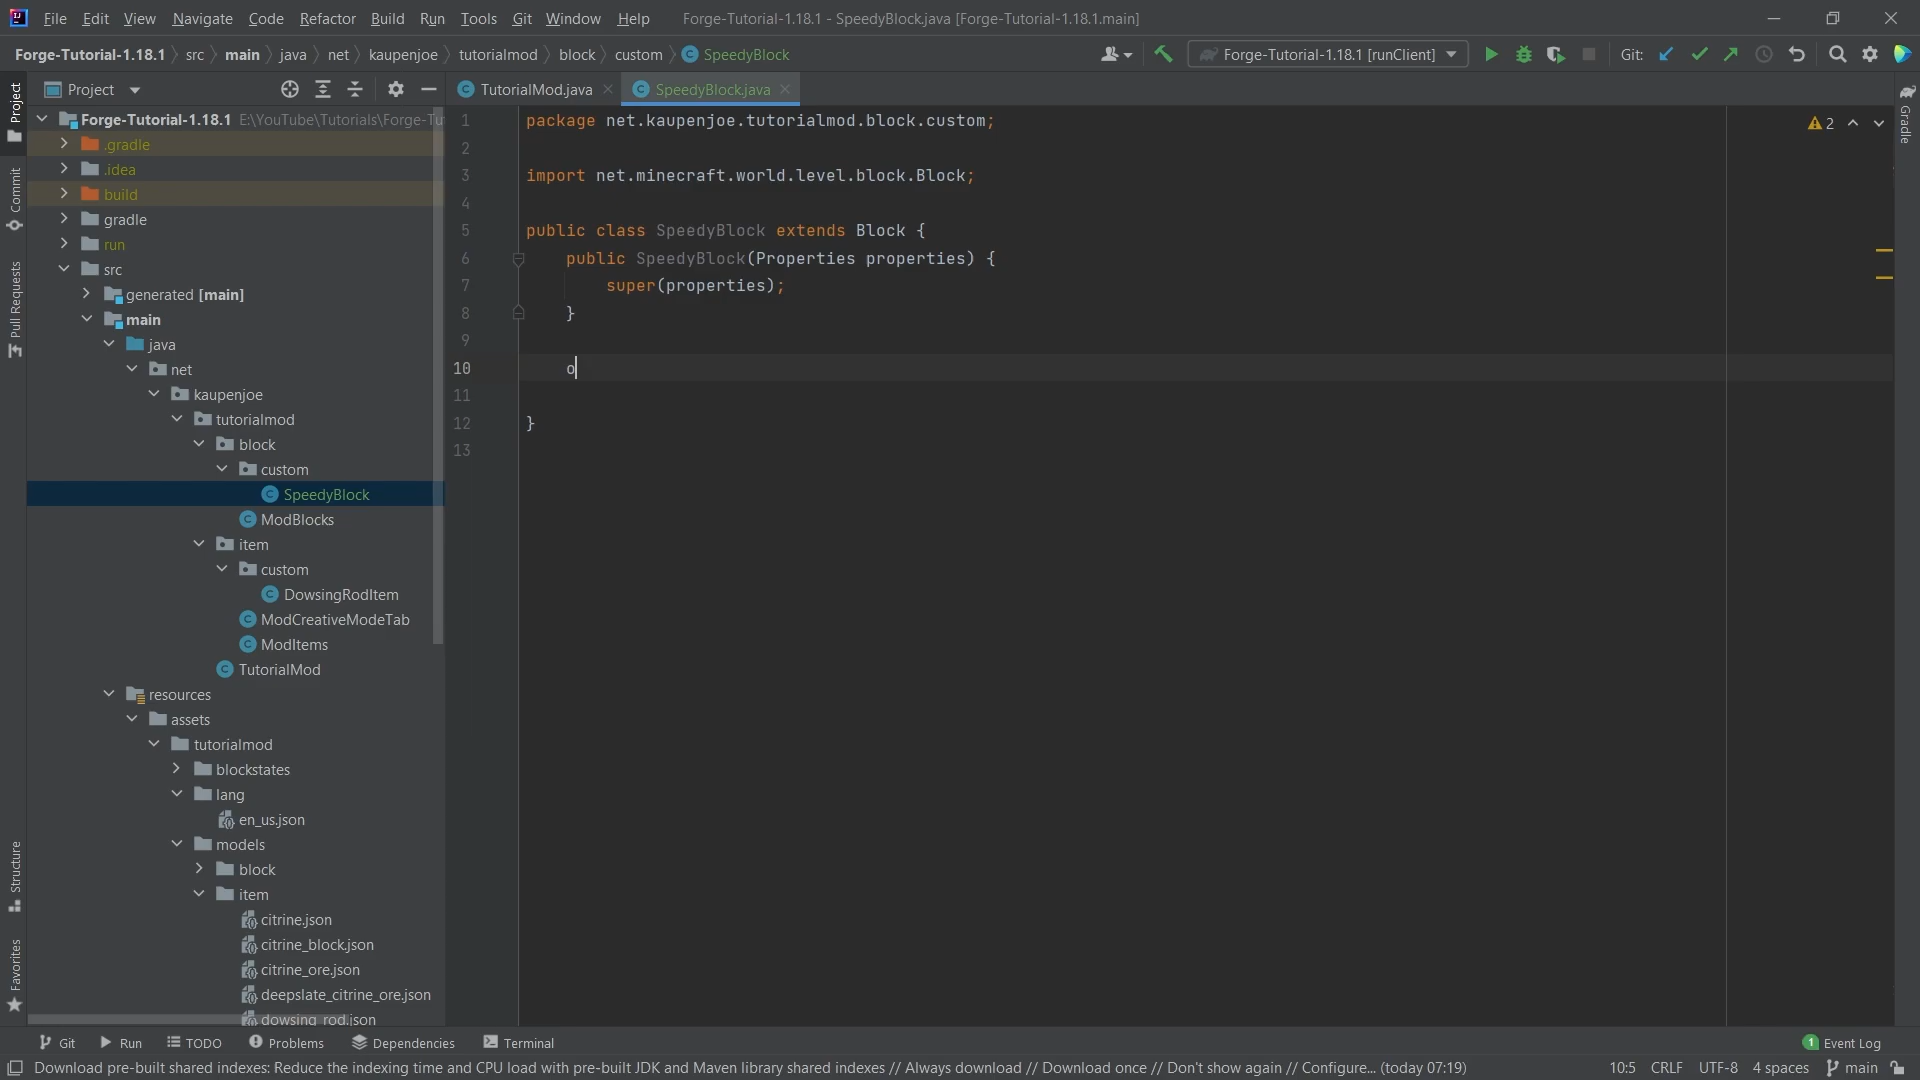 File Edit View Navigate Code Refactor Build Run Tools Git Window Help Forge-Tutorial-1.18.1 - SpeedyBlock.java [Forge-Tutorial-1.18.1.main]
Forge-Tutorial-1.18.1 src main java net kaupenjoe tutorialmod block custom SpeedyBlock Forge-Tutorial-1.18.1 [runClient] Git:
Project TutorialMod.java SpeedyBlock.java
Project
Commit
Pull Requests
Structure
Favorites
Gradle
Forge-Tutorial-1.18.1 E:\YouTube\Tutorials\Forge-Tu
.gradle
.idea
build
gradle
run
src
generated [main]
main
java
net
kaupenjoe
tutorialmod
block
custom
SpeedyBlock
ModBlocks
item
custom
DowsingRodItem
ModCreativeModeTab
ModItems
TutorialMod
resources
assets
tutorialmod
blockstates
lang
en_us.json
models
block
item
citrine.json
citrine_block.json
citrine_ore.json
deepslate_citrine_ore.json
dowsing_rod.json
1 package net.kaupenjoe.tutorialmod.block.custom;
2
3 import net.minecraft.world.level.block.Block;
4
5 public class SpeedyBlock extends Block {
6 public SpeedyBlock(Properties properties) {
7 super(properties);
8 }
9
10 o
11
12 }
13
2
Git Run TODO Problems Dependencies Terminal 1 Event Log
Download pre-built shared indexes: Reduce the indexing time and CPU load with pre-built JDK and Maven library shared indexes // Always download // Download once // Don't show again // Configure... (today 07:19) 10:5 CRLF UTF-8 4 spaces main